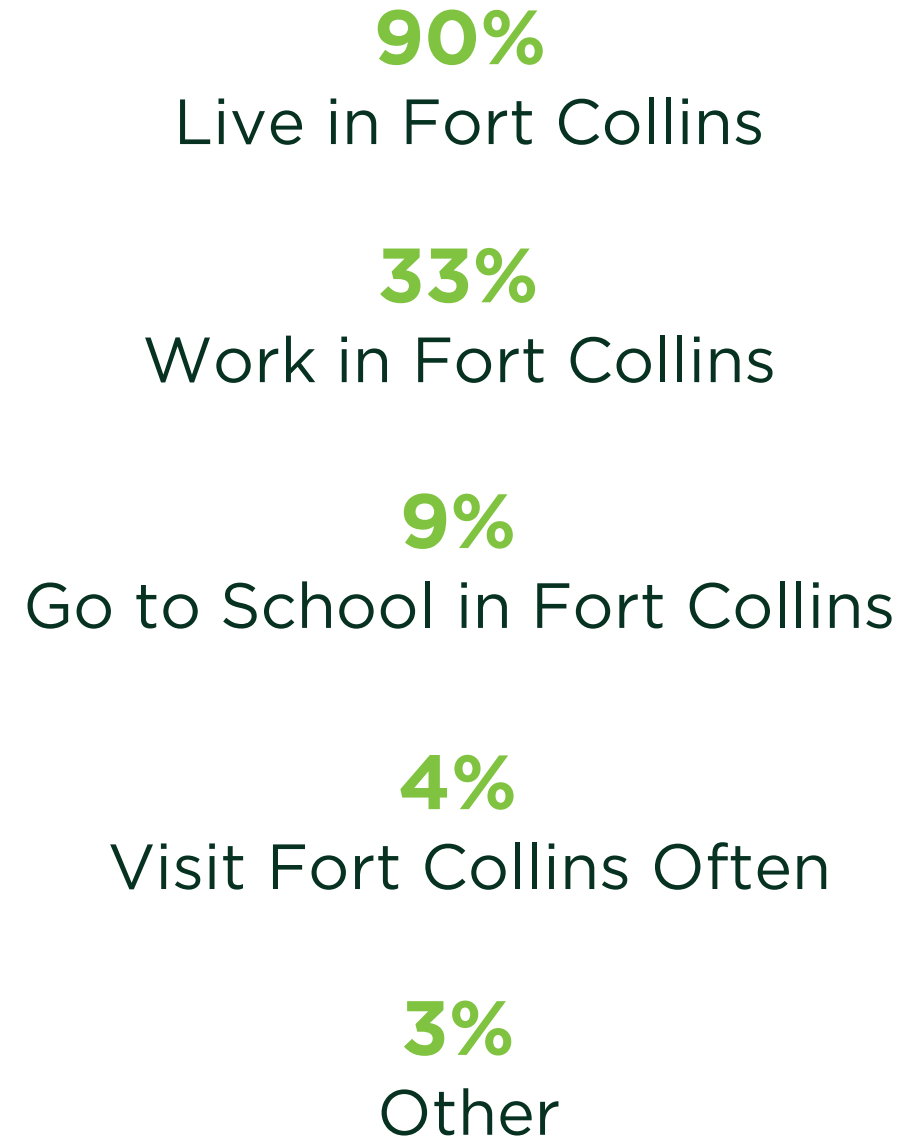 90%
Live in Fort Collins
33%
Work in Fort Collins
9%
Go to School in Fort Collins
4%
Visit Fort Collins Often
3%
Other